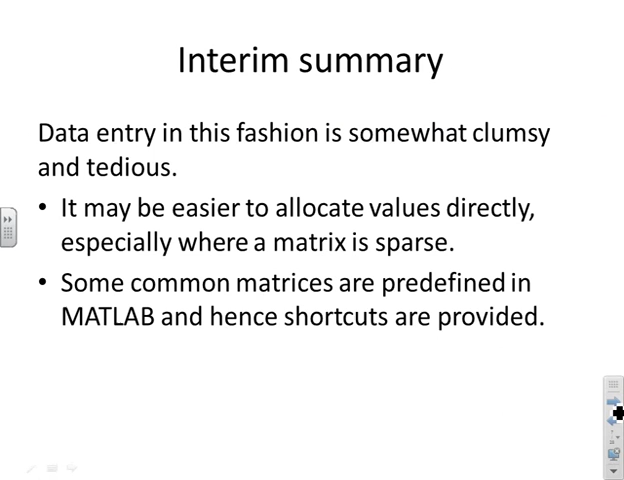 Interim summary
Data entry in this fashion is somewhat clumsy
and tedious.
• It may be easier to allocate values directly,
especially where a matrix is sparse.
• Some common matrices are predefined in
MATLAB and hence shortcuts are provided.